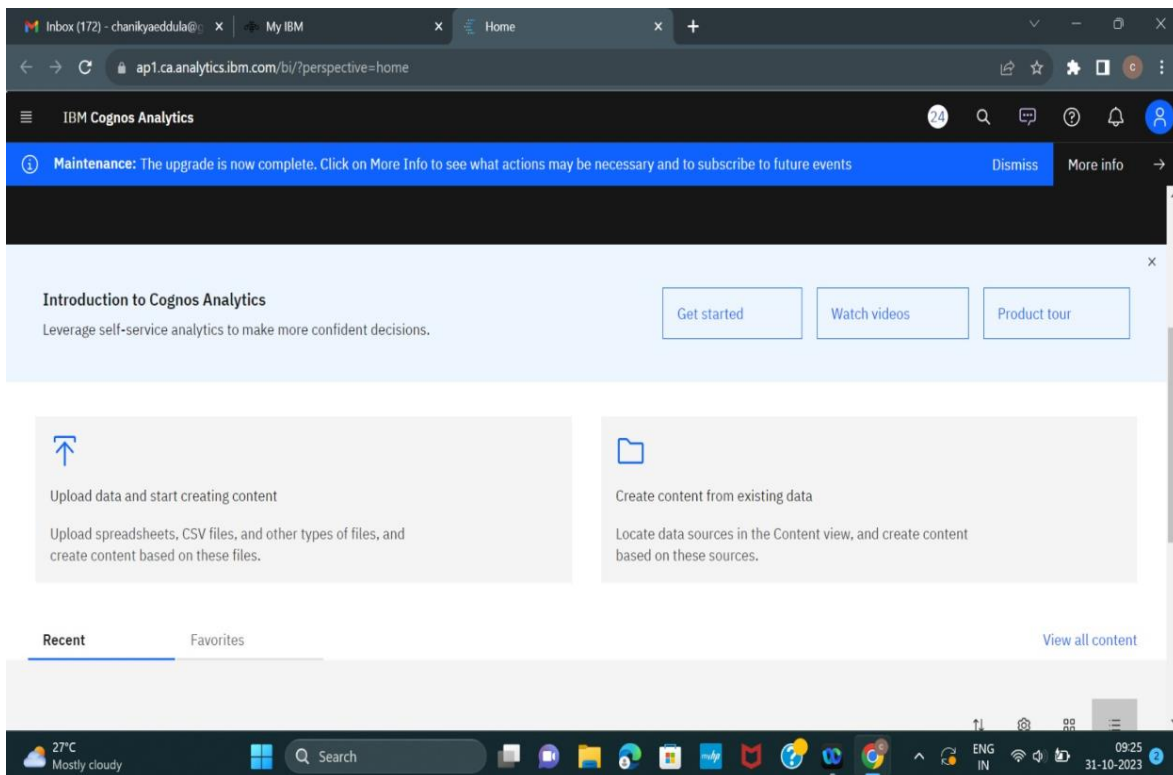 Inbox (172) - chanikyaeddula@g
My IBM
Home
ap1.ca.analytics.ibm.com/bi/?perspective=home
C
IBM Cognos Analytics
24
Maintenance: The upgrade is now complete. Click on More Info to see what actions may be necessary and to subscribe to future events
Dismiss
More info
Introduction to Cognos Analytics
Leverage self-service analytics to make more confident decisions.
Get started
Watch videos
Product tour
Upload data and start creating content
Upload spreadsheets, CSV files, and other types of files, and
create content based on these files.
Create content from existing data
Locate data sources in the Content view, and create content
based on these sources.
Recent
Favorites
View all content
27°C
Mostly cloudy
Search
myhp
ENG
IN
09:25
31-10-2023
2